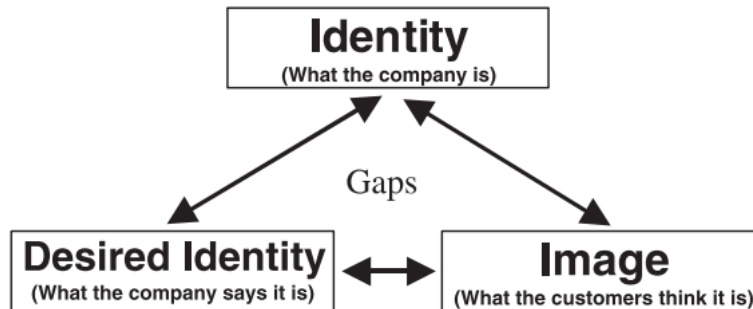 Identity
(What the company is)
Gaps
Desired Identity
(What the company says it is)
Image
(What the customers think it is)